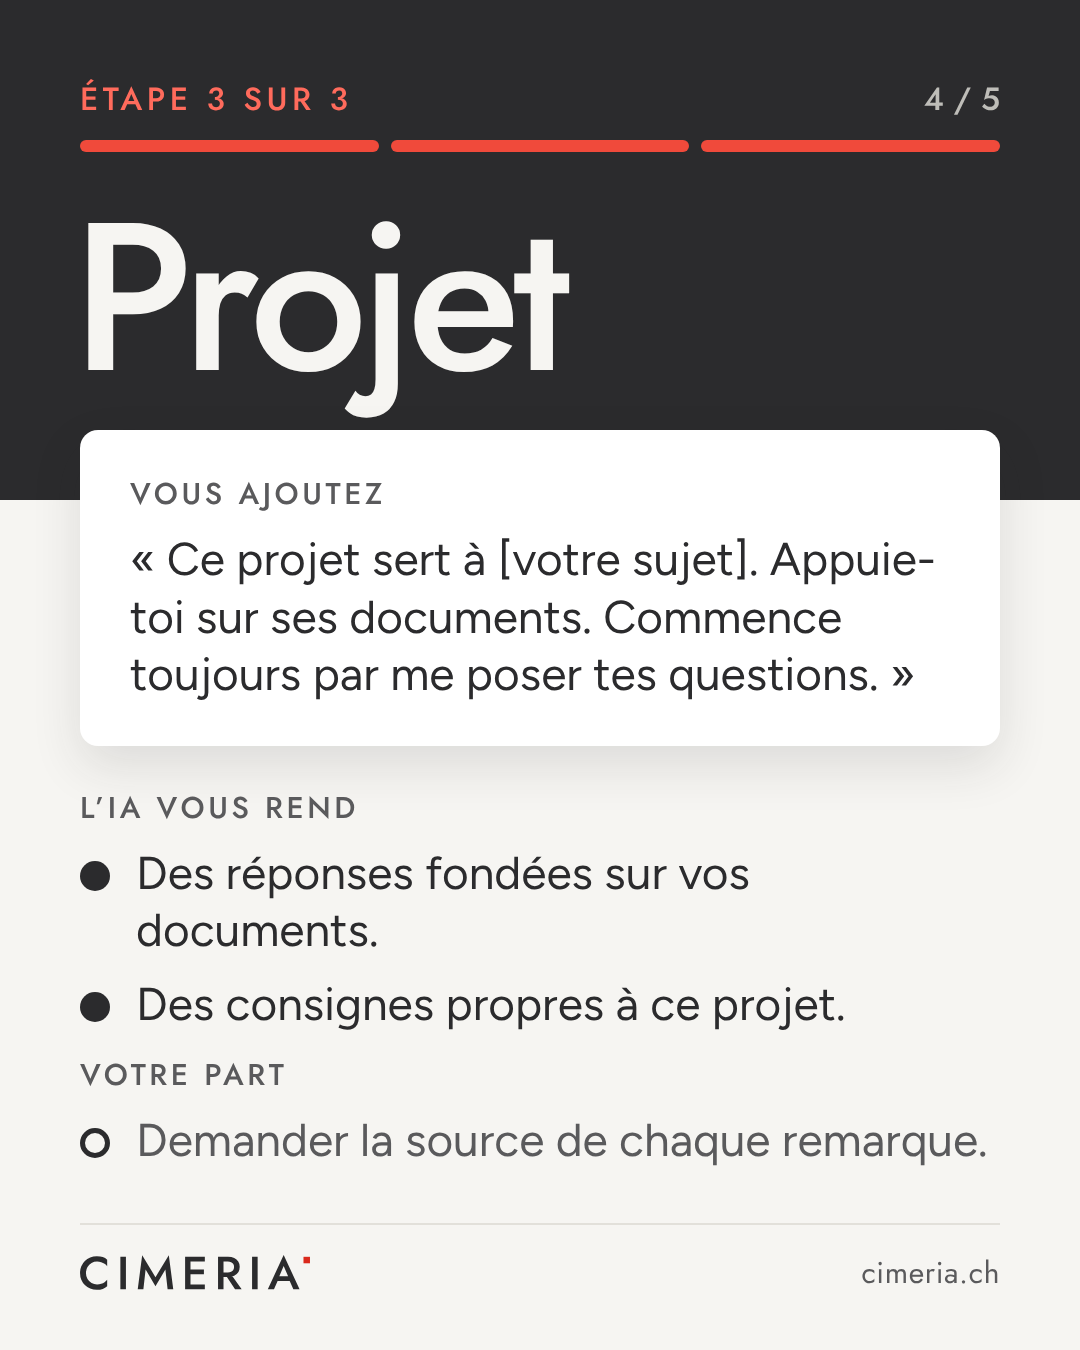 ÉTAPE 3 SUR 3
4 / 5
Projet
VOUS AJOUTEZ
« Ce projet sert à [votre sujet]. Appuie-
toi sur ses documents. Commence
toujours par me poser tes questions. »
L’IA VOUS REND
Des réponses fondées sur vos
documents.
Des consignes propres à ce projet.
VOTRE PART
Demander la source de chaque remarque.
CIMERIA
cimeria.ch